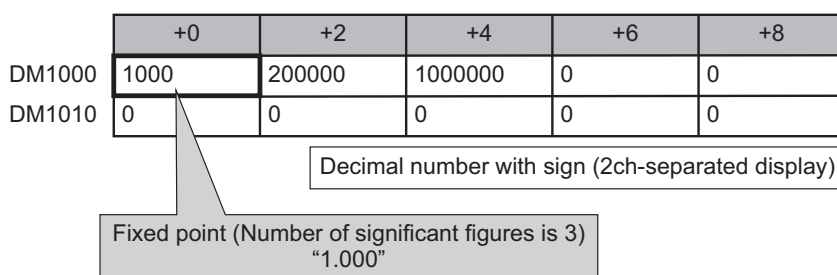 +0 +2 +4 +6 +8
DM1000 1000 200000 1000000 0 0
DM1010 0 0 0 0 0
Decimal number with sign (2ch-separated display)
Fixed point (Number of significant figures is 3)
“1.000”